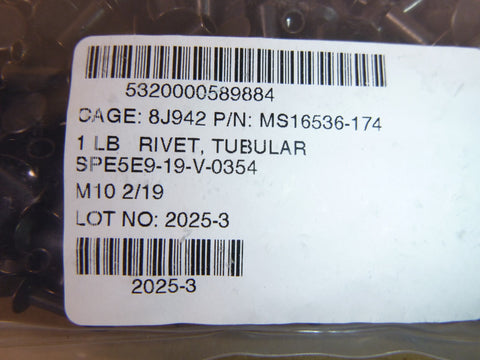 5320000589884
CAGE: 8J942 P/N: MS16536-174
1 LB RIVET, TUBULAR
SPE5E9-19-V-0354
M10 2/19
LOT NO: 2025-3
2025-3